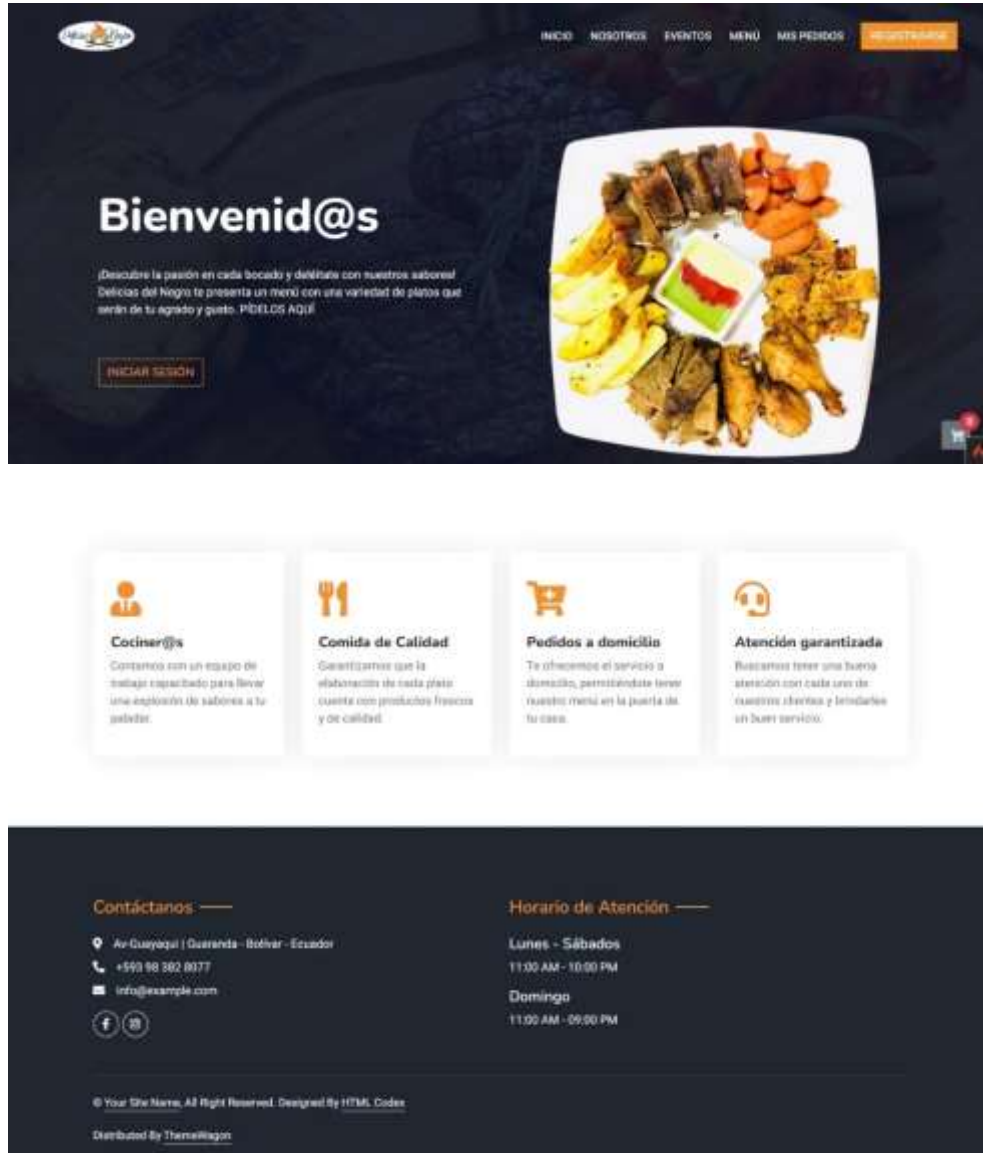 INICIO NOSOTROS EVENTOS MENÚ MIS PEDIDOS REGISTRARSE
Bienvenid@s
¡Descubre la pasión en cada bocado y deléitate con nuestros sabores!
Delicias del Negro te presenta un menú con una variedad de platos que
serán de tu agrado y gusto. PÍDELOS AQUÍ
INICIAR SESIÓN
Cociner@s
Contamos con un equipo de
trabajo capacitado para llevar
una explosión de sabores a tu
paladar.
Comida de Calidad
Garantizamos que la
elaboración de cada plato
cuenta con productos frescos
y de calidad.
Pedidos a domicilio
Te ofrecemos el servicio a
domicilio, permitiéndote tener
nuestro menú en la puerta de
tu casa.
Atención garantizada
Buscamos tener una buena
atención con cada uno de
nuestros clientes y brindarles
un buen servicio.
Contáctanos
Av-Guayaqui | Guaranda - Bolívar - Ecuador
+593 98 382 8077
info@example.com
Horario de Atención
Lunes - Sábados
11:00 AM - 10:00 PM
Domingo
11:00 AM - 09:00 PM
© Your Site Name, All Right Reserved. Designed By HTML Codex
Distributed By ThemeWagon